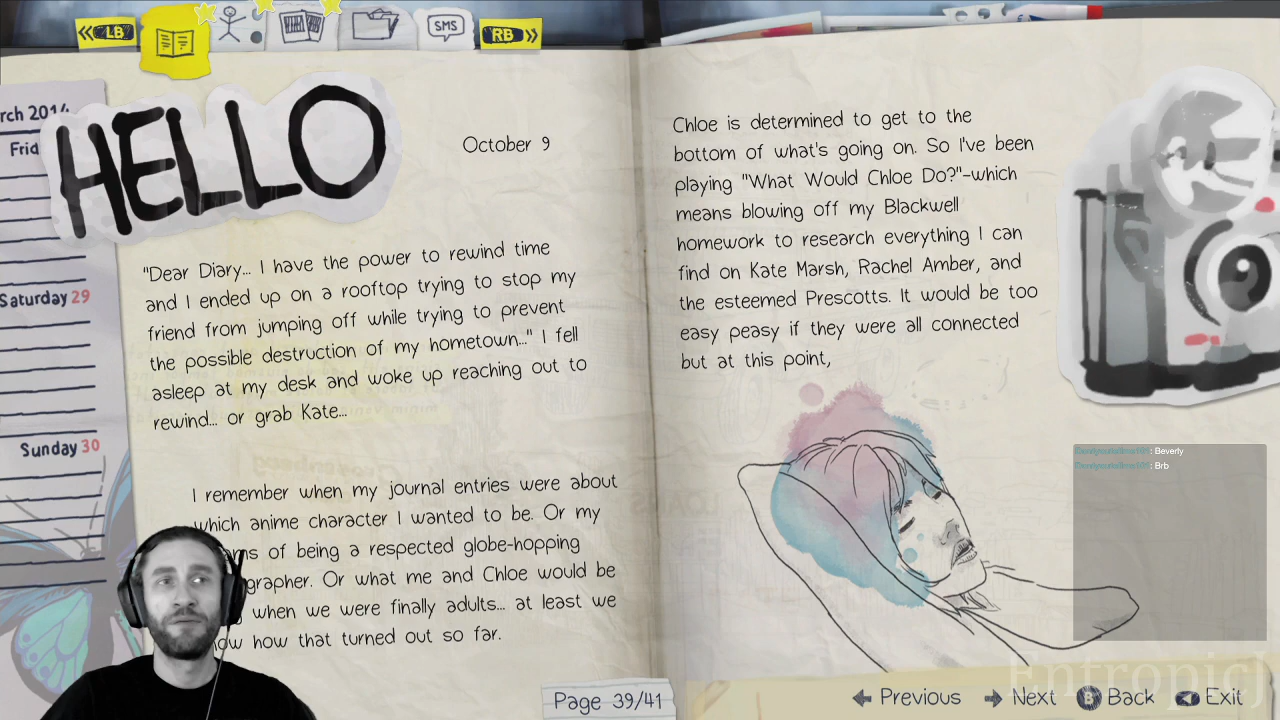 LB
SMS
RB
rch 2014
Frid
Saturday 29
Sunday 30
HELLO
October 9
"Dear Diary... I have the power to rewind time
and I ended up on a rooftop trying to stop my
friend from jumping off while trying to prevent
the possible destruction of my hometown..." I fell
asleep at my desk and woke up reaching out to
rewind... or grab Kate...
I remember when my journal entries were about
which anime character I wanted to be. Or my
ms of being a respected globe-hopping
grapher. Or what me and Chloe would be
when we were finally adults... at least we
ow how that turned out so far.
Chloe is determined to get to the
bottom of what's going on. So I've been
playing "What Would Chloe Do?"-which
means blowing off my Blackwell
homework to research everything I can
find on Kate Marsh, Rachel Amber, and
the esteemed Prescotts. It would be too
easy peasy if they were all connected
but at this point,
: Beverly
: Brb
EntropicJ
Page 39/41
Previous
Next
B Back
Exit